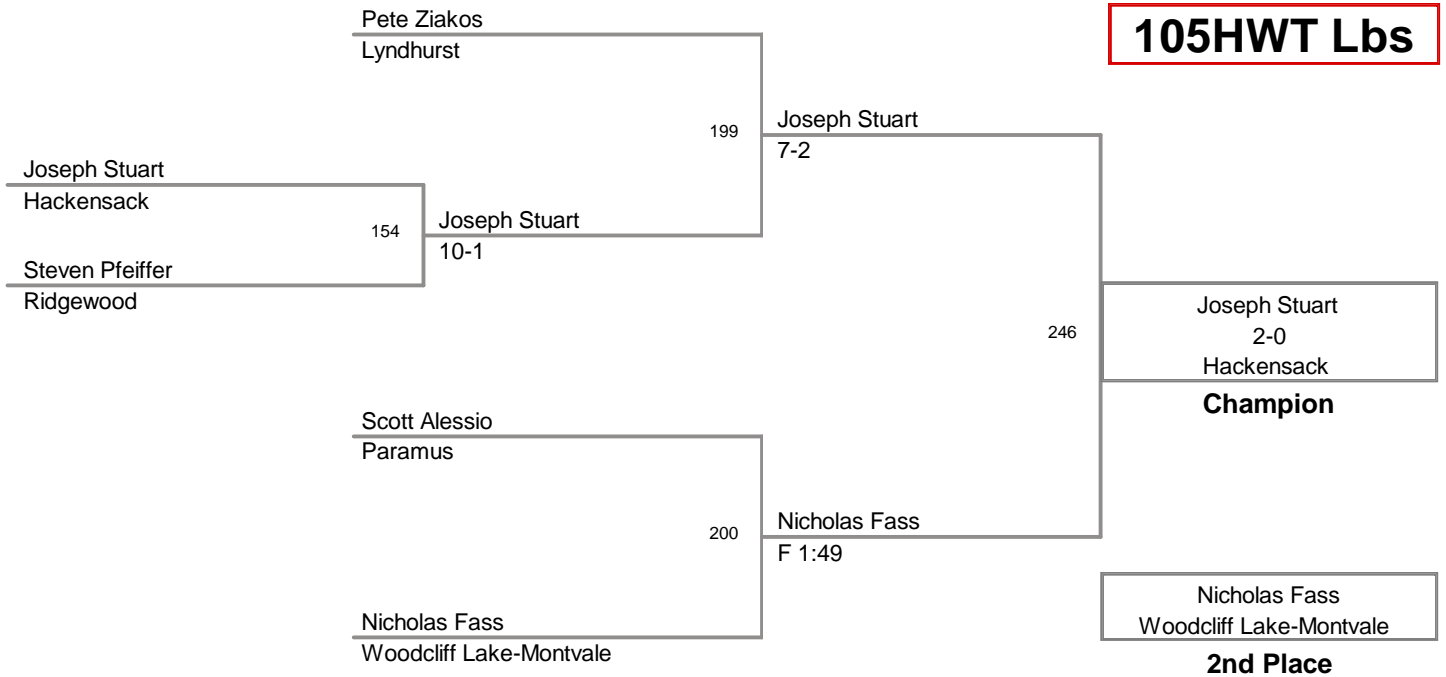 Pete Ziakos
Lyndhurst
105HWT Lbs
199
Joseph Stuart
7-2
Joseph Stuart
Hackensack
154
Joseph Stuart
10-1
Steven Pfeiffer
Ridgewood
246
Joseph Stuart
2-0
Hackensack
Champion
Scott Alessio
Paramus
200
Nicholas Fass
F 1:49
Nicholas Fass
Woodcliff Lake-Montvale
Nicholas Fass
Woodcliff Lake-Montvale
2nd Place